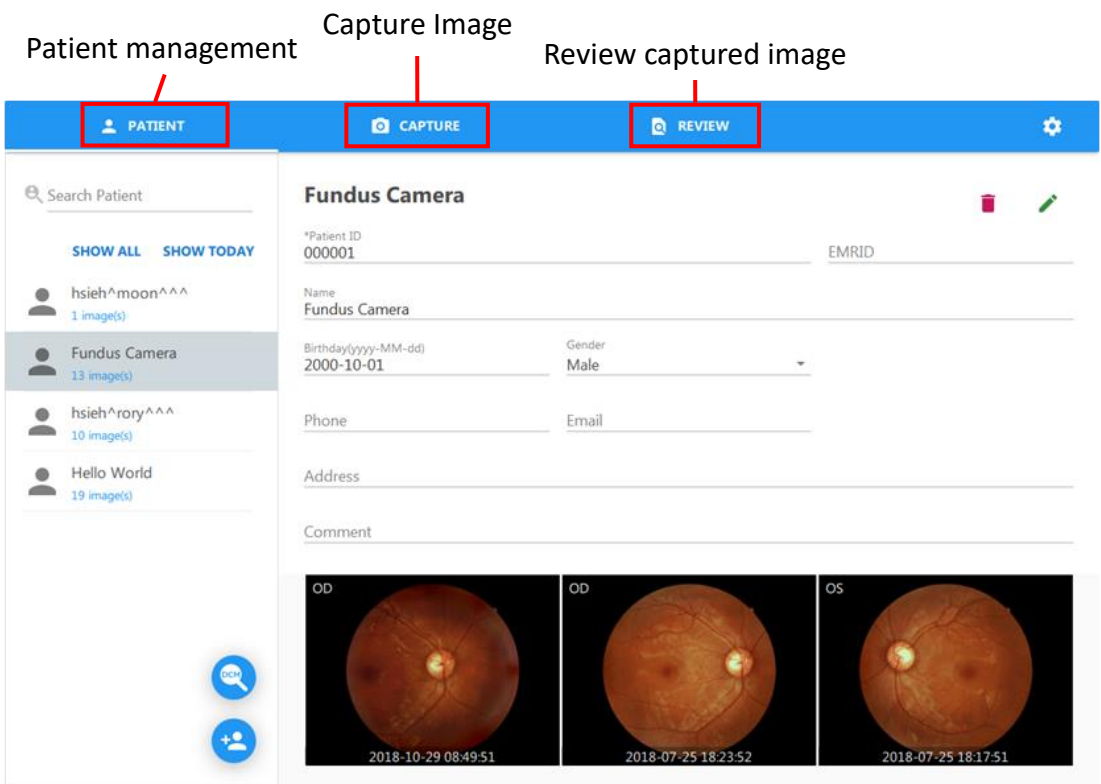 Patient management
Capture Image
Review captured image
PATIENT
CAPTURE
REVIEW
Search Patient
SHOW ALL SHOW TODAY
hsieh^moon^^^
1 image(s)
Fundus Camera
13 image(s)
hsieh^rory^^^
10 image(s)
Hello World
19 image(s)
DCM
Fundus Camera
*Patient ID
000001
EMRID
Name
Fundus Camera
Birthday(yyyy-MM-dd)
2000-10-01
Gender
Male
Phone
Email
Address
Comment
OD
2018-10-29 08:49:51
OD
2018-07-25 18:23:52
OS
2018-07-25 18:17:51